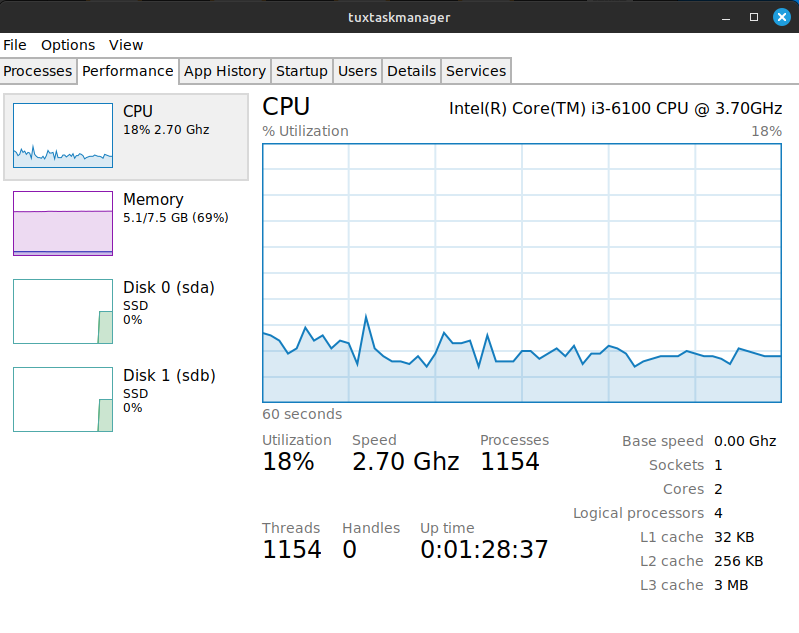 tuxtaskmanager
File Options View
Processes Performance App History Startup Users Details Services
CPU
18% 2.70 Ghz
Memory
5.1/7.5 GB (69%)
Disk 0 (sda)
SSD
0%
Disk 1 (sdb)
SSD
0%
CPU Intel(R) Core(TM) i3-6100 CPU @ 3.70GHz
% Utilization 18%
60 seconds
Utilization Speed Processes
18% 2.70 Ghz 1154
Threads Handles Up time
1154 0 0:01:28:37
Base speed 0.00 Ghz
Sockets 1
Cores 2
Logical processors 4
L1 cache 32 KB
L2 cache 256 KB
L3 cache 3 MB